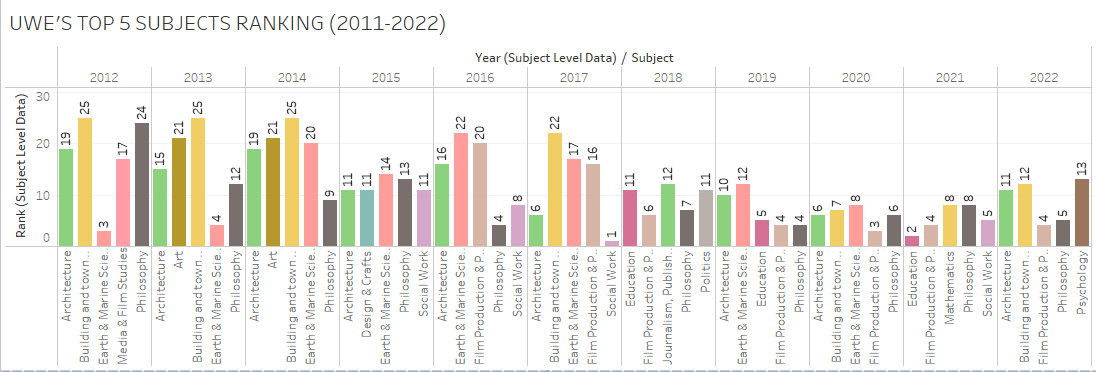 UWE'S TOP 5 SUBJECTS RANKING (2011-2022)
Year (Subject Level Data) / Subject
2012 2013 2014 2015 2016 2017 2018 2019 2020 2021 2022
Rank (Subject Level Data)
30
20
10
0
19 25 3 17 24
15 21 25 4 12
19 21 25 20 9
11 11 14 13 11
16 22 20 4 8
6 22 17 16 1
11 6 12 7 11
10 12 5 4 4
6 7 8 3 6
2 4 8 8 5
11 12 4 5 13
Architecture
Building and town ..
Earth & Marine Scie..
Media & Film Studies
Philosophy
Architecture
Art
Building and town ..
Earth & Marine Scie..
Philosophy
Architecture
Art
Building and town ..
Earth & Marine Scie..
Philosophy
Architecture
Design & Crafts
Earth & Marine Scie..
Philosophy
Social Work
Architecture
Earth & Marine Scie..
Film Production & P..
Philosophy
Social Work
Architecture
Building and town ..
Earth & Marine Scie..
Film Production & P..
Social Work
Education
Film Production & P..
Journalism, Publish..
Philosophy
Politics
Architecture
Earth & Marine Scie..
Education
Film Production & P..
Philosophy
Architecture
Building and town ..
Earth & Marine Scie..
Film Production & P..
Philosophy
Education
Film Production & P..
Mathematics
Philosophy
Social Work
Architecture
Building and town ..
Film Production & P..
Philosophy
Psychology